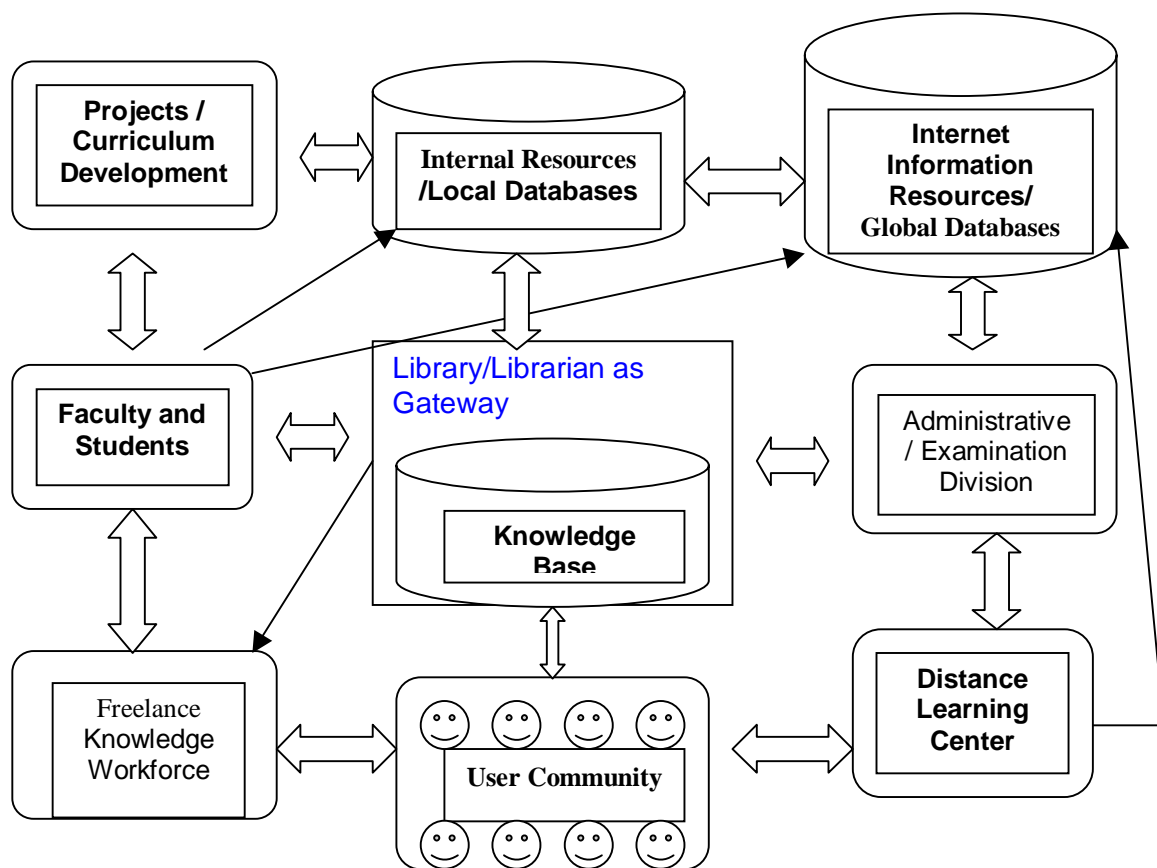 Projects /
Curriculum
Development
Internal Resources
/Local Databases
Internet
Information
Resources/
Global Databases
Faculty and
Students
Library/Librarian as
Gateway
Knowledge
Base
Administrative
/ Examination
Division
Freelance
Knowledge
Workforce
User Community
Distance
Learning
Center